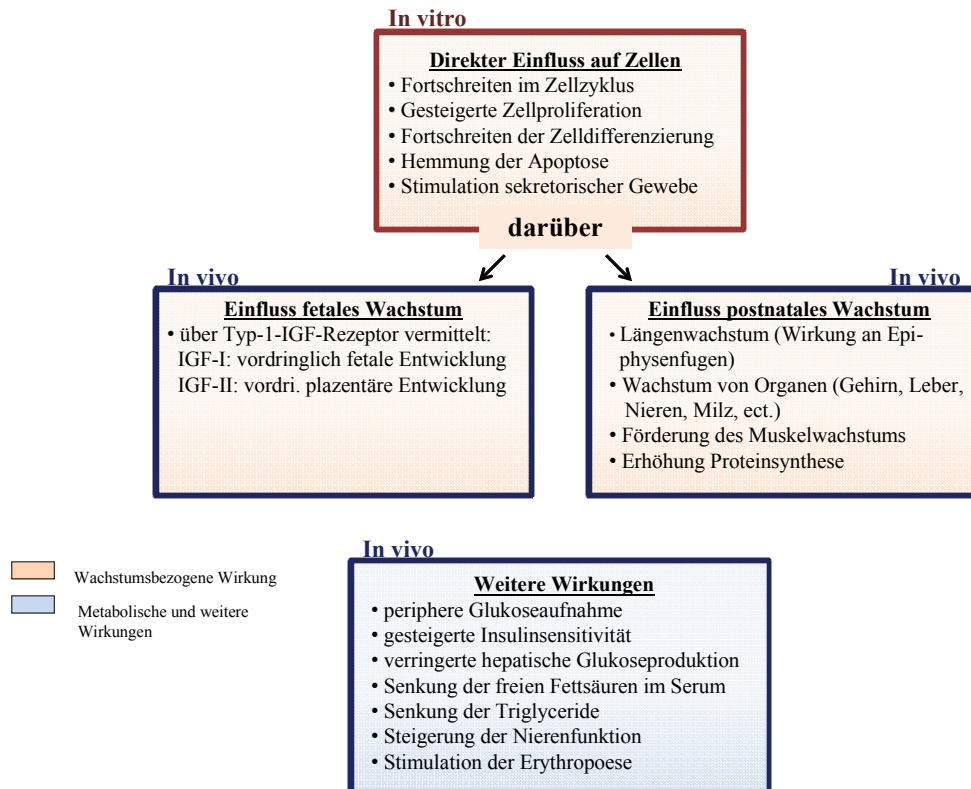 In vitro
Direkter Einfluss auf Zellen
• Fortschreiten im Zellzyklus
• Gesteigerte Zellproliferation
• Fortschreiten der Zelldifferenzierung
• Hemmung der Apoptose
• Stimulation sekretorischer Gewebe
darüber
In vivo
Einfluss fetales Wachstum
• über Typ-1-IGF-Rezeptor vermittelt:
IGF-I: vordringlich fetale Entwicklung
IGF-II: vordri. plazentäre Entwicklung
In vivo
Einfluss postnatales Wachstum
• Längenwachstum (Wirkung an Epi-
physenfugen)
• Wachstum von Organen (Gehirn, Leber,
Nieren, Milz, ect.)
• Förderung des Muskelwachstums
• Erhöhung Proteinsynthese
Wachstumsbezogene Wirkung
Metabolische und weitere
Wirkungen
In vivo
Weitere Wirkungen
• periphere Glukoseaufnahme
• gesteigerte Insulinsensitivität
• verringerte hepatische Glukoseproduktion
• Senkung der freien Fettsäuren im Serum
• Senkung der Triglyceride
• Steigerung der Nierenfunktion
• Stimulation der Erythropoese